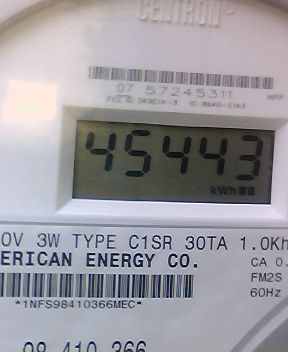 CENTRON®
07 57245311
45443
kWh
0V 3W TYPE C1SR 30TA 1.0Kh
ERICAN ENERGY CO. CA 0.
FM2S
60Hz
*1NFS98410366MEC*
98 410 366